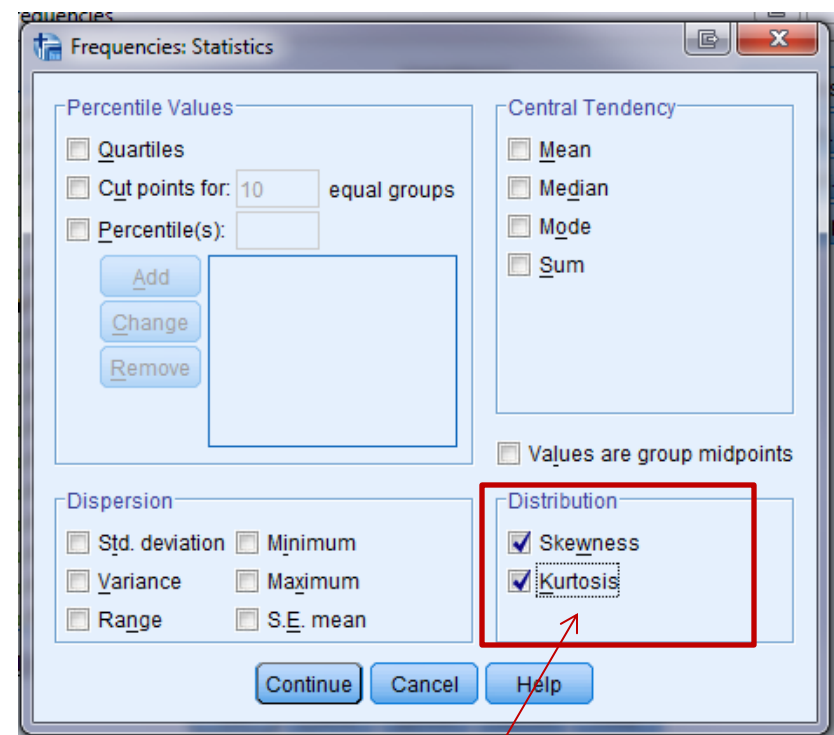 equencies
Frequencies: Statistics
Percentile Values
Quartiles
Cut points for: 10 equal groups
Percentile(s):
Add
Change
Remove
Central Tendency
Mean
Median
Mode
Sum
Values are group midpoints
Dispersion
Std. deviation Minimum
Variance Maximum
Range S.E. mean
Distribution
Skewness
Kurtosis
Continue Cancel Help